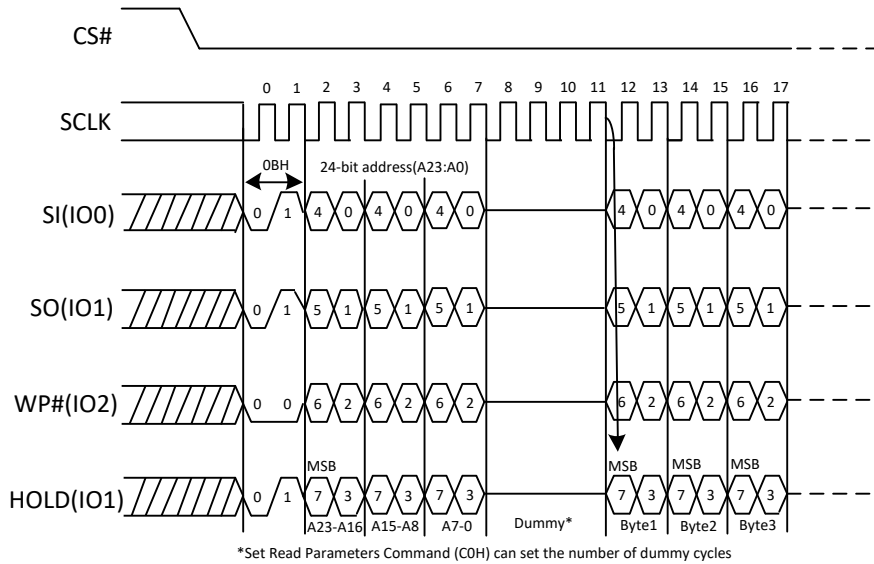 CS#
0 1 2 3 4 5 6 7 8 9 10 11 12 13 14 15 16 17
SCLK
0BH 24-bit address(A23:A0)
SI(IO0) 0 1 4 0 4 0 4 0 4 0 4 0 4 0
SO(IO1) 0 1 5 1 5 1 5 1 5 1 5 1 5 1
WP#(IO2) 0 0 6 2 6 2 6 2 6 2 6 2 6 2
MSB MSB MSB MSB
HOLD(IO1) 0 1 7 3 7 3 7 3 7 3 7 3 7 3
A23-A16 A15-A8 A7-0 Dummy* Byte1 Byte2 Byte3
*Set Read Parameters Command (C0H) can set the number of dummy cycles